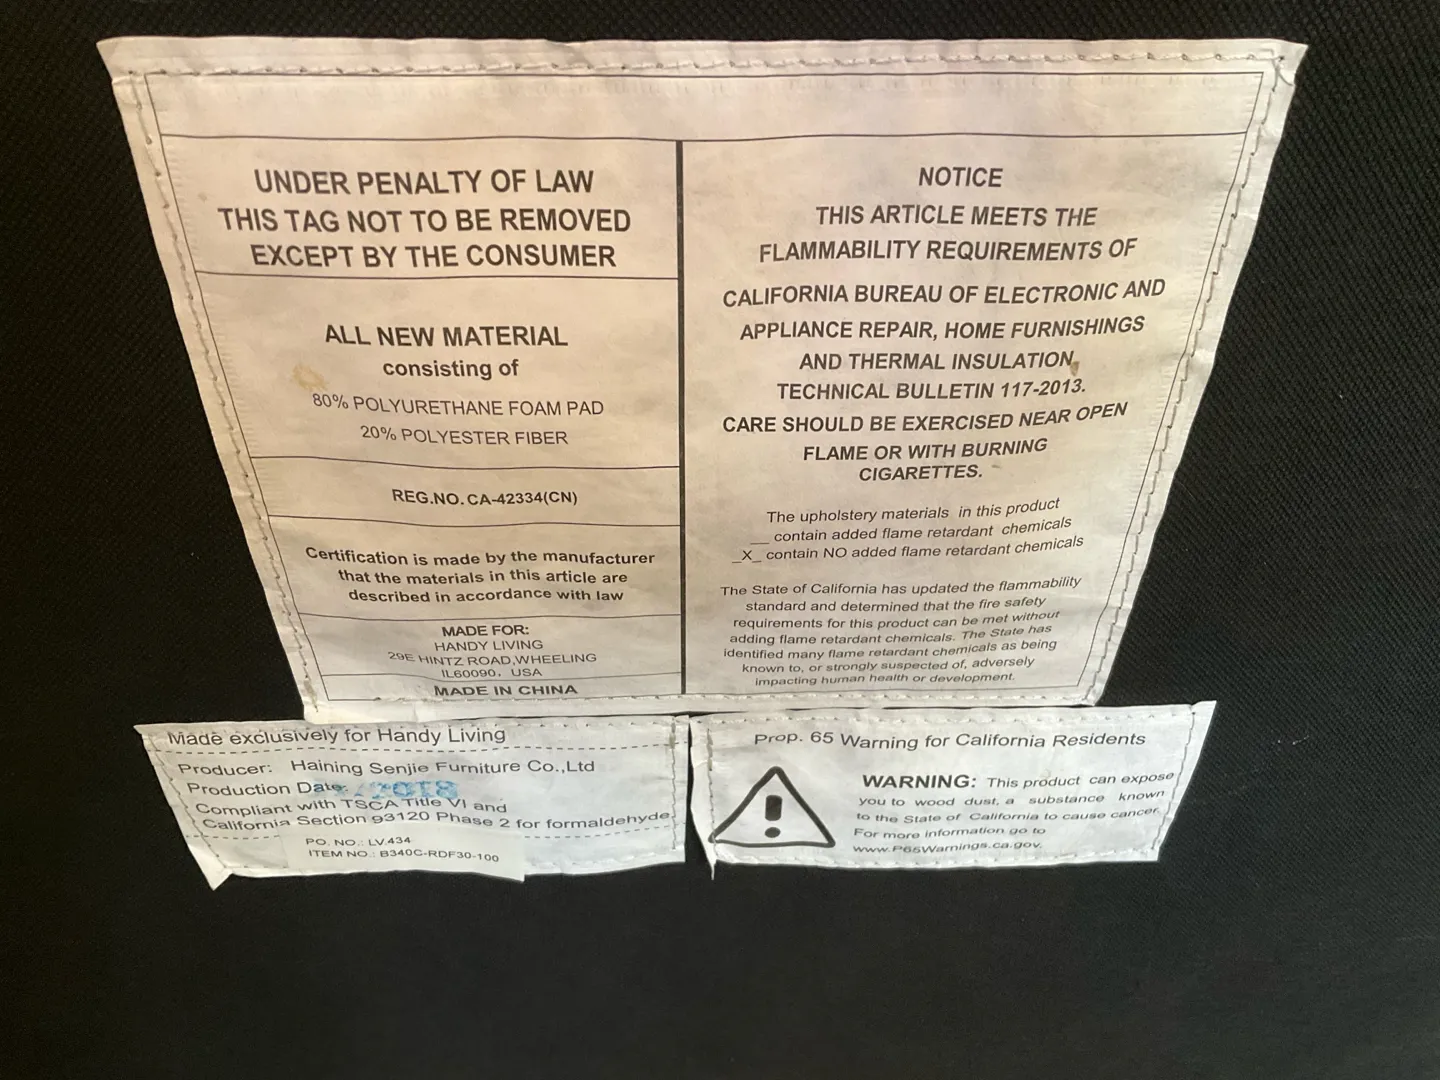 UNDER PENALTY OF LAW
THIS TAG NOT TO BE REMOVED
EXCEPT BY THE CONSUMER
ALL NEW MATERIAL
consisting of
80% POLYURETHANE FOAM PAD
20% POLYESTER FIBER
REG.NO. CA-42334(CN)
Certification is made by the manufacturer
that the materials in this article are
described in accordance with law
MADE FOR:
HANDY LIVING
29E HINTZ ROAD,WHEELING
IL60090, USA
MADE IN CHINA
NOTICE
THIS ARTICLE MEETS THE
FLAMMABILITY REQUIREMENTS OF
CALIFORNIA BUREAU OF ELECTRONIC AND
APPLIANCE REPAIR, HOME FURNISHINGS
AND THERMAL INSULATION,
TECHNICAL BULLETIN 117-2013.
CARE SHOULD BE EXERCISED NEAR OPEN
FLAME OR WITH BURNING
CIGARETTES.
The upholstery materials in this product
__ contain added flame retardant chemicals
_X_ contain NO added flame retardant chemicals
The State of California has updated the flammability
standard and determined that the fire safety
requirements for this product can be met without
adding flame retardant chemicals. The State has
identified many flame retardant chemicals as being
known to, or strongly suspected of, adversely
impacting human health or development.
Made exclusively for Handy Living
Producer: Haining Senjie Furniture Co.,Ltd
Production Date: 2018
Compliant with TSCA Title VI and
California Section 93120 Phase 2 for formaldehyde
PO. NO.: LV.434
ITEM NO.: B340C-RDF30-100
Prop. 65 Warning for California Residents
WARNING: This product can expose
you to wood dust, a substance known
to the State of California to cause cancer.
For more information go to
www.P65Warnings.ca.gov.